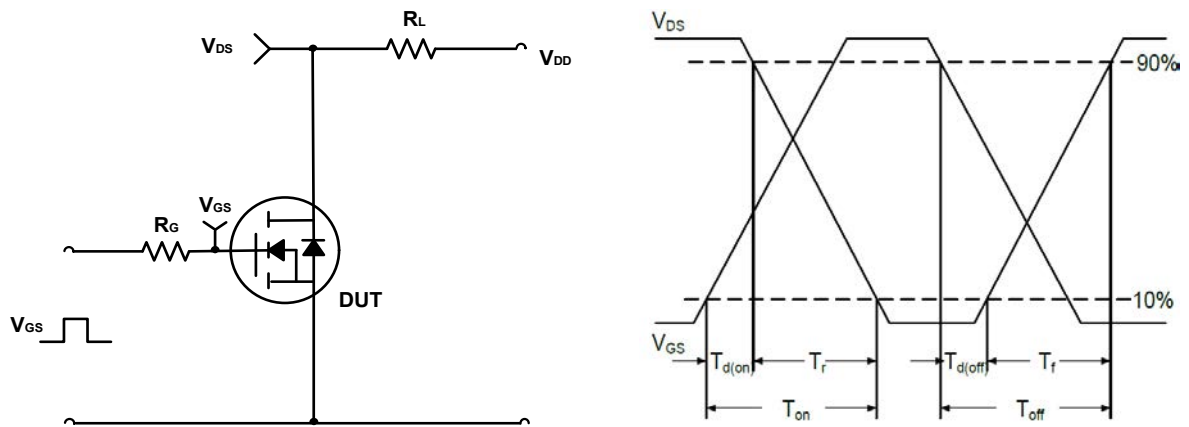 RL
VDS
VDD
VGS
RG
DUT
VGS
VDS
90%
10%
VGS
Td(on)
Tr
Td(off)
Tf
Ton
Toff